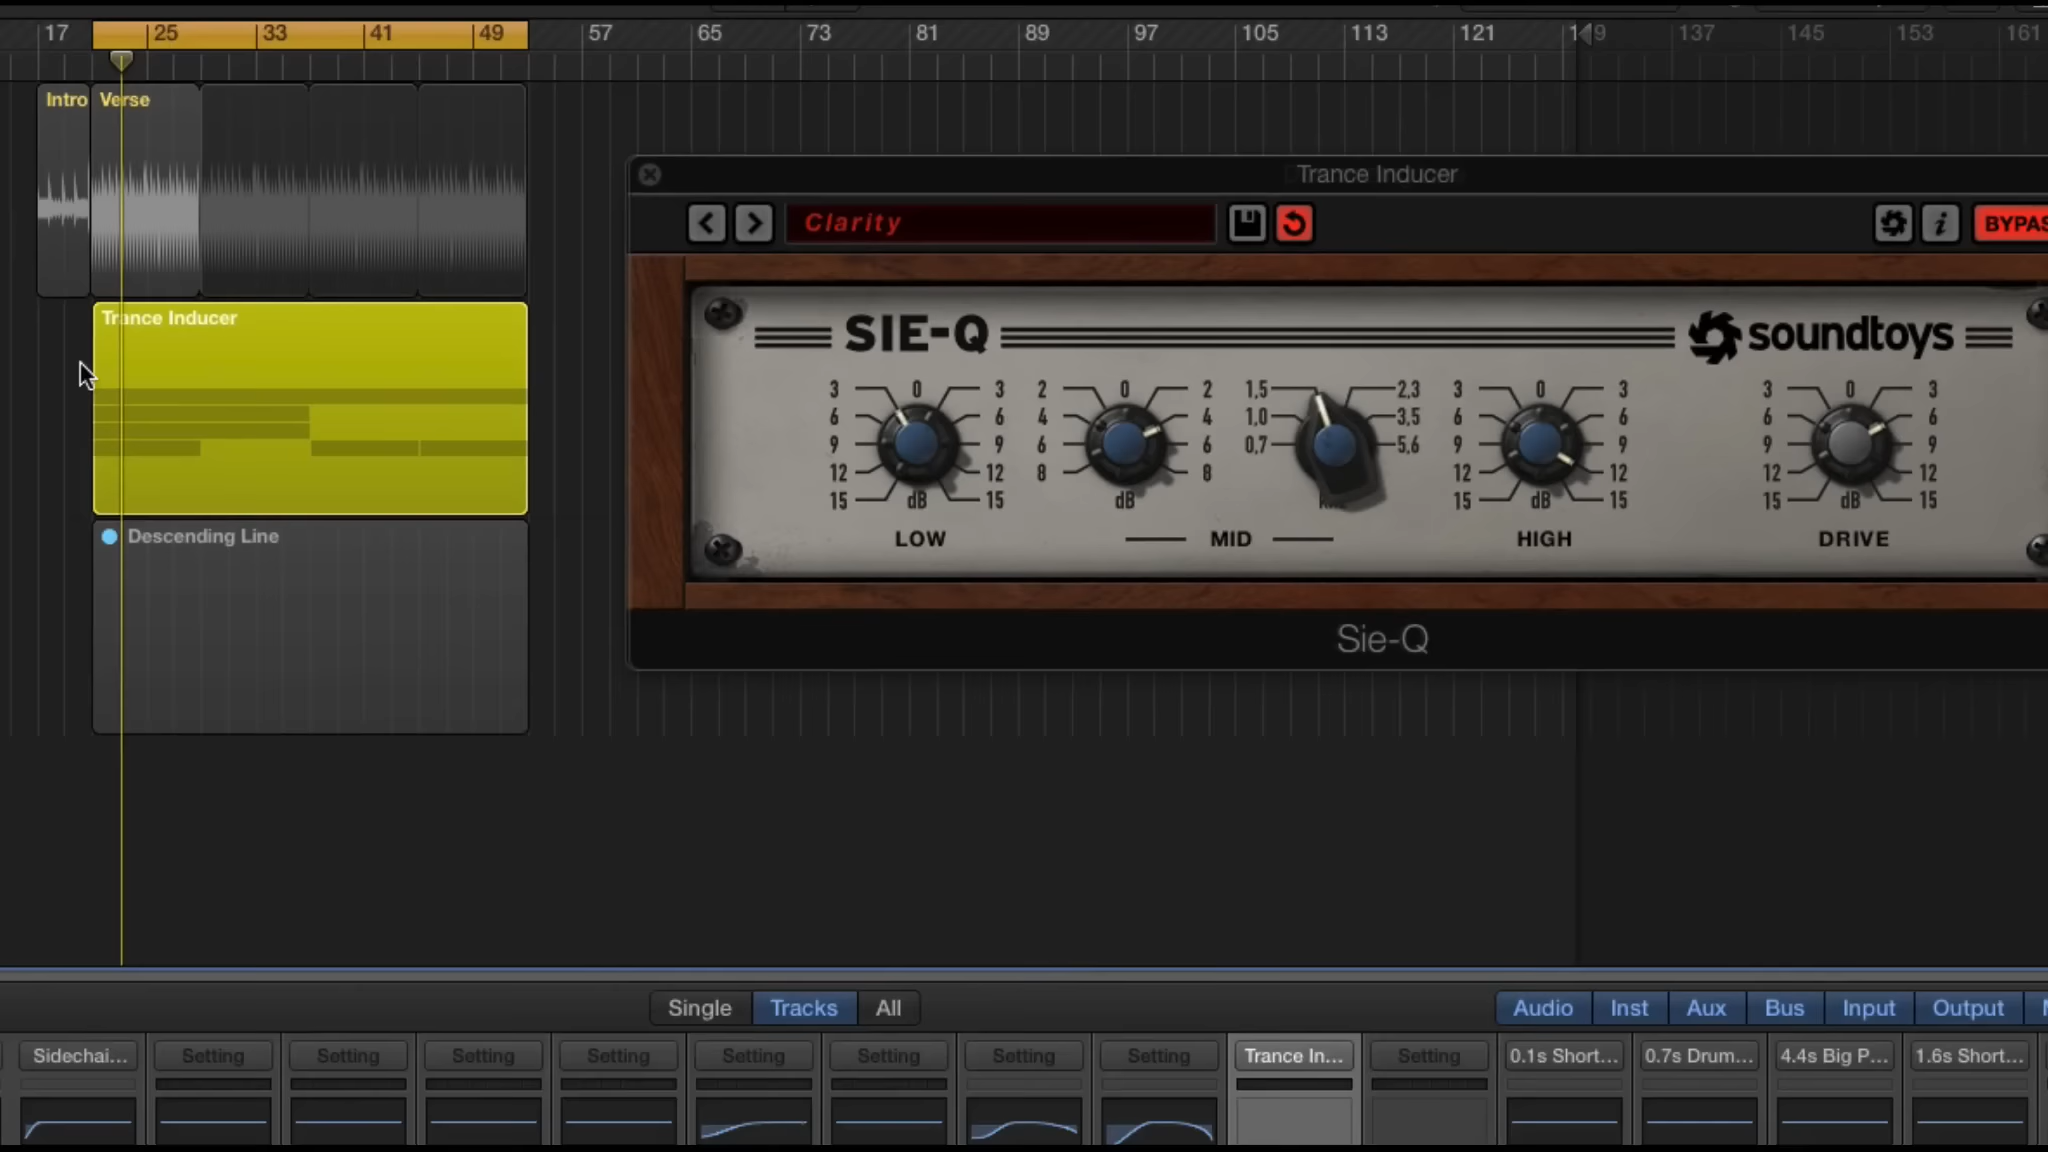 17 25 33 41 49 57 65 73 81 89 97 105 113 121 137 145 153 161
Intro Verse
Trance Inducer
Clarity
BYPAS
Trance Inducer
SIE-Q soundtoys
3 0 3 2 0 2 1,5 2,3 3 0 3 3 0 3
6 6 4 4 1,0 3,5 6 6 6 6
9 9 6 6 0,7 5,6 9 9 9 9
12 12 8 8 12 12 12 12
15 dB 15 dB 15 dB 15 15 dB 15
LOW MID HIGH DRIVE
Descending Line
Sie-Q
Single Tracks All Audio Inst Aux Bus Input Output
Sidechai... Setting Setting Setting Setting Setting Setting Setting Setting Trance In... Setting 0.1s Short... 0.7s Drum... 4.4s Big P... 1.6s Short...